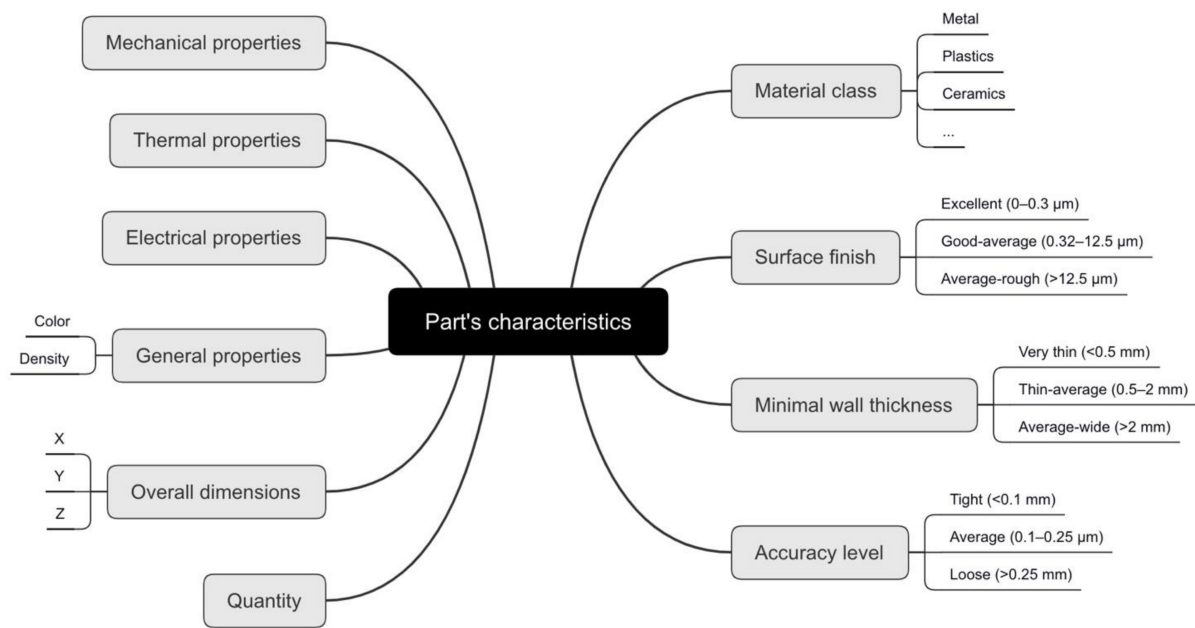 Part's characteristics
Mechanical properties
Thermal properties
Electrical properties
General properties
Color
Density
Overall dimensions
X
Y
Z
Quantity
Material class
Metal
Plastics
Ceramics
...
Surface finish
Excellent (0–0.3 µm)
Good-average (0.32–12.5 µm)
Average-rough (>12.5 µm)
Minimal wall thickness
Very thin (<0.5 mm)
Thin-average (0.5–2 mm)
Average-wide (>2 mm)
Accuracy level
Tight (<0.1 mm)
Average (0.1–0.25 µm)
Loose (>0.25 mm)